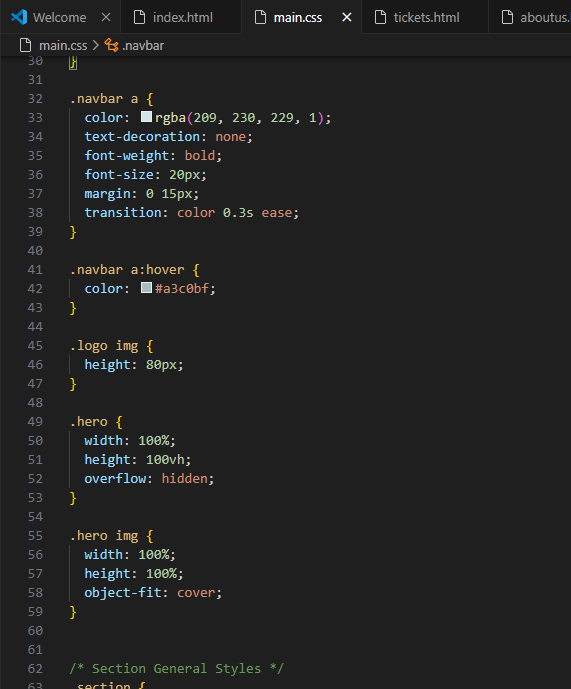 Welcome
index.html
main.css
tickets.html
aboutus.
main.css > .navbar
30 }
31
32 .navbar a {
33 color: rgba(209, 230, 229, 1);
34 text-decoration: none;
35 font-weight: bold;
36 font-size: 20px;
37 margin: 0 15px;
38 transition: color 0.3s ease;
39 }
40
41 .navbar a:hover {
42 color: #a3c0bf;
43 }
44
45 .logo img {
46 height: 80px;
47 }
48
49 .hero {
50 width: 100%;
51 height: 100vh;
52 overflow: hidden;
53 }
54
55 .hero img {
56 width: 100%;
57 height: 100%;
58 object-fit: cover;
59 }
60
61
62 /* Section General Styles */
63 .section {